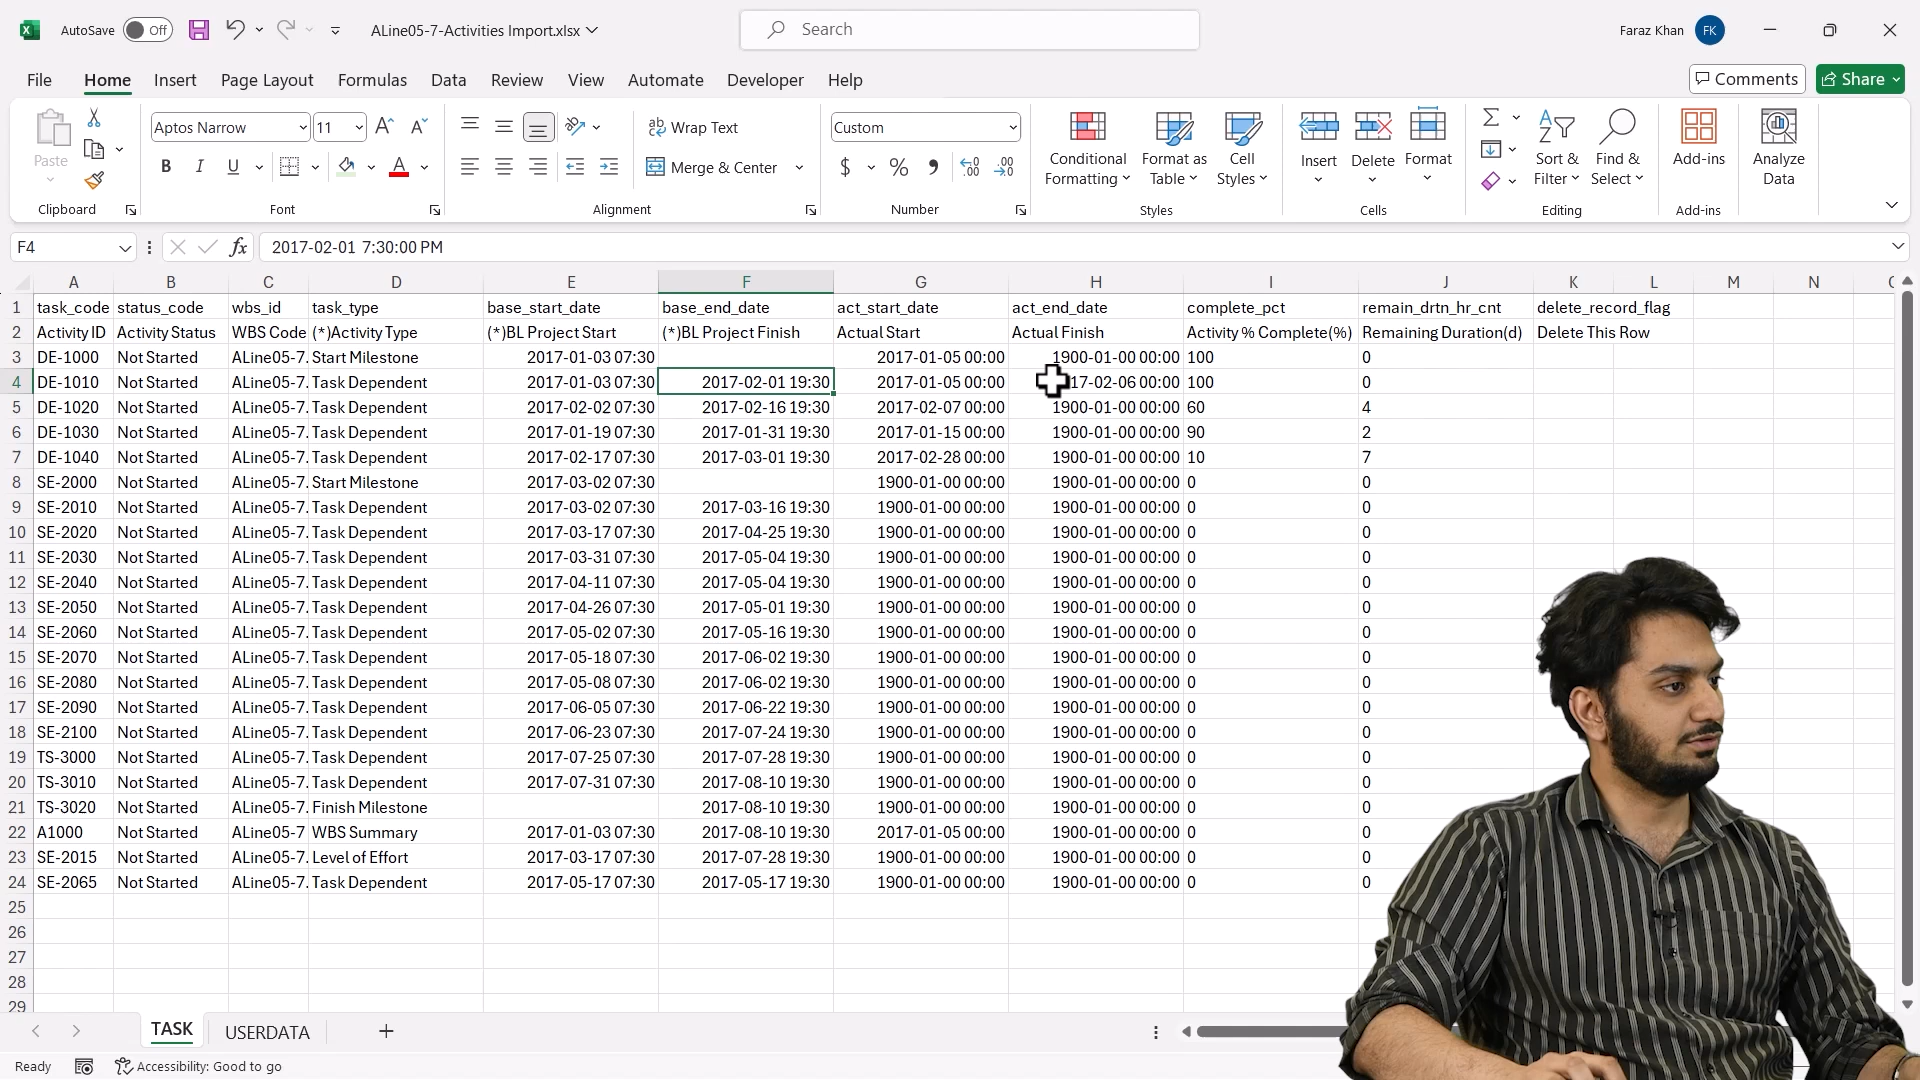 AutoSave Off ALine05-7-Activities Import.xlsx Search Faraz Khan FK
File Home Insert Page Layout Formulas Data Review View Automate Developer Help Comments Share
Paste Aptos Narrow 11 Wrap Text Custom Conditional Formatting Format as Table Cell Styles Insert Delete Format Sort & Filter Find & Select Add-ins Analyze Data
B I U A Merge & Center $ % 
Clipboard Font Alignment Number Styles Cells Editing Add-ins
F4 fx 2017-02-01 7:30:00 PM
A B C D E F G H I J K L M N
1 task_code status_code wbs_id task_type base_start_date base_end_date act_start_date act_end_date complete_pct remain_drtn_hr_cnt delete_record_flag
2 Activity ID Activity Status WBS Code (*)Activity Type (*)BL Project Start (*)BL Project Finish Actual Start Actual Finish Activity % Complete(%) Remaining Duration(d) Delete This Row
3 DE-1000 Not Started ALine05-7. Start Milestone 2017-01-03 07:30 2017-01-05 00:00 1900-01-00 00:00 100 0
4 DE-1010 Not Started ALine05-7. Task Dependent 2017-01-03 07:30 2017-02-01 19:30 2017-01-05 00:00 17-02-06 00:00 100 0
5 DE-1020 Not Started ALine05-7. Task Dependent 2017-02-02 07:30 2017-02-16 19:30 2017-02-07 00:00 1900-01-00 00:00 60 4
6 DE-1030 Not Started ALine05-7. Task Dependent 2017-01-19 07:30 2017-01-31 19:30 2017-01-15 00:00 1900-01-00 00:00 90 2
7 DE-1040 Not Started ALine05-7. Task Dependent 2017-02-17 07:30 2017-03-01 19:30 2017-02-28 00:00 1900-01-00 00:00 10 7
8 SE-2000 Not Started ALine05-7. Start Milestone 2017-03-02 07:30 1900-01-00 00:00 1900-01-00 00:00 0 0
9 SE-2010 Not Started ALine05-7. Task Dependent 2017-03-02 07:30 2017-03-16 19:30 1900-01-00 00:00 1900-01-00 00:00 0 0
10 SE-2020 Not Started ALine05-7. Task Dependent 2017-03-17 07:30 2017-04-25 19:30 1900-01-00 00:00 1900-01-00 00:00 0 0
11 SE-2030 Not Started ALine05-7. Task Dependent 2017-03-31 07:30 2017-05-04 19:30 1900-01-00 00:00 1900-01-00 00:00 0 0
12 SE-2040 Not Started ALine05-7. Task Dependent 2017-04-11 07:30 2017-05-04 19:30 1900-01-00 00:00 1900-01-00 00:00 0 0
13 SE-2050 Not Started ALine05-7. Task Dependent 2017-04-26 07:30 2017-05-01 19:30 1900-01-00 00:00 1900-01-00 00:00 0 0
14 SE-2060 Not Started ALine05-7. Task Dependent 2017-05-02 07:30 2017-05-16 19:30 1900-01-00 00:00 1900-01-00 00:00 0 0
15 SE-2070 Not Started ALine05-7. Task Dependent 2017-05-18 07:30 2017-06-02 19:30 1900-01-00 00:00 1900-01-00 00:00 0 0
16 SE-2080 Not Started ALine05-7. Task Dependent 2017-05-08 07:30 2017-06-02 19:30 1900-01-00 00:00 1900-01-00 00:00 0 0
17 SE-2090 Not Started ALine05-7. Task Dependent 2017-06-05 07:30 2017-06-22 19:30 1900-01-00 00:00 1900-01-00 00:00 0 0
18 SE-2100 Not Started ALine05-7. Task Dependent 2017-06-23 07:30 2017-07-24 19:30 1900-01-00 00:00 1900-01-00 00:00 0 0
19 TS-3000 Not Started ALine05-7. Task Dependent 2017-07-25 07:30 2017-07-28 19:30 1900-01-00 00:00 1900-01-00 00:00 0 0
20 TS-3010 Not Started ALine05-7. Task Dependent 2017-07-31 07:30 2017-08-10 19:30 1900-01-00 00:00 1900-01-00 00:00 0 0
21 TS-3020 Not Started ALine05-7. Finish Milestone 2017-08-10 19:30 1900-01-00 00:00 1900-01-00 00:00 0 0
22 A1000 Not Started ALine05-7 WBS Summary 2017-01-03 07:30 2017-08-10 19:30 2017-01-05 00:00 1900-01-00 00:00 0 0
23 SE-2015 Not Started ALine05-7. Level of Effort 2017-03-17 07:30 2017-07-28 19:30 1900-01-00 00:00 1900-01-00 00:00 0 0
24 SE-2065 Not Started ALine05-7. Task Dependent 2017-05-17 07:30 2017-05-17 19:30 1900-01-00 00:00 1900-01-00 00:00 0 0
25
26
27
28
29
TASK USERDATA
Ready Accessibility: Good to go